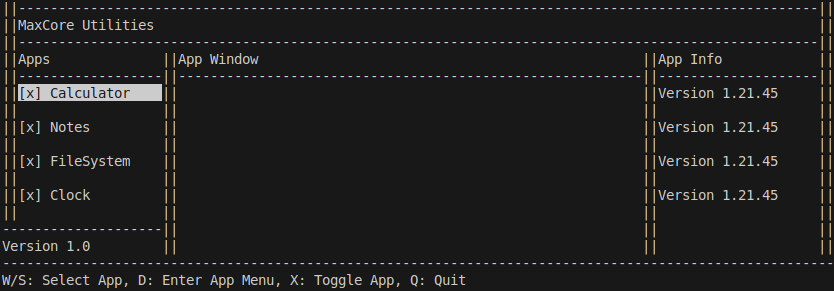 MaxCore Utilities
Apps App Window App Info
[x] Calculator Version 1.21.45
[x] Notes Version 1.21.45
[x] FileSystem Version 1.21.45
[x] Clock Version 1.21.45
Version 1.0
W/S: Select App, D: Enter App Menu, X: Toggle App, Q: Quit